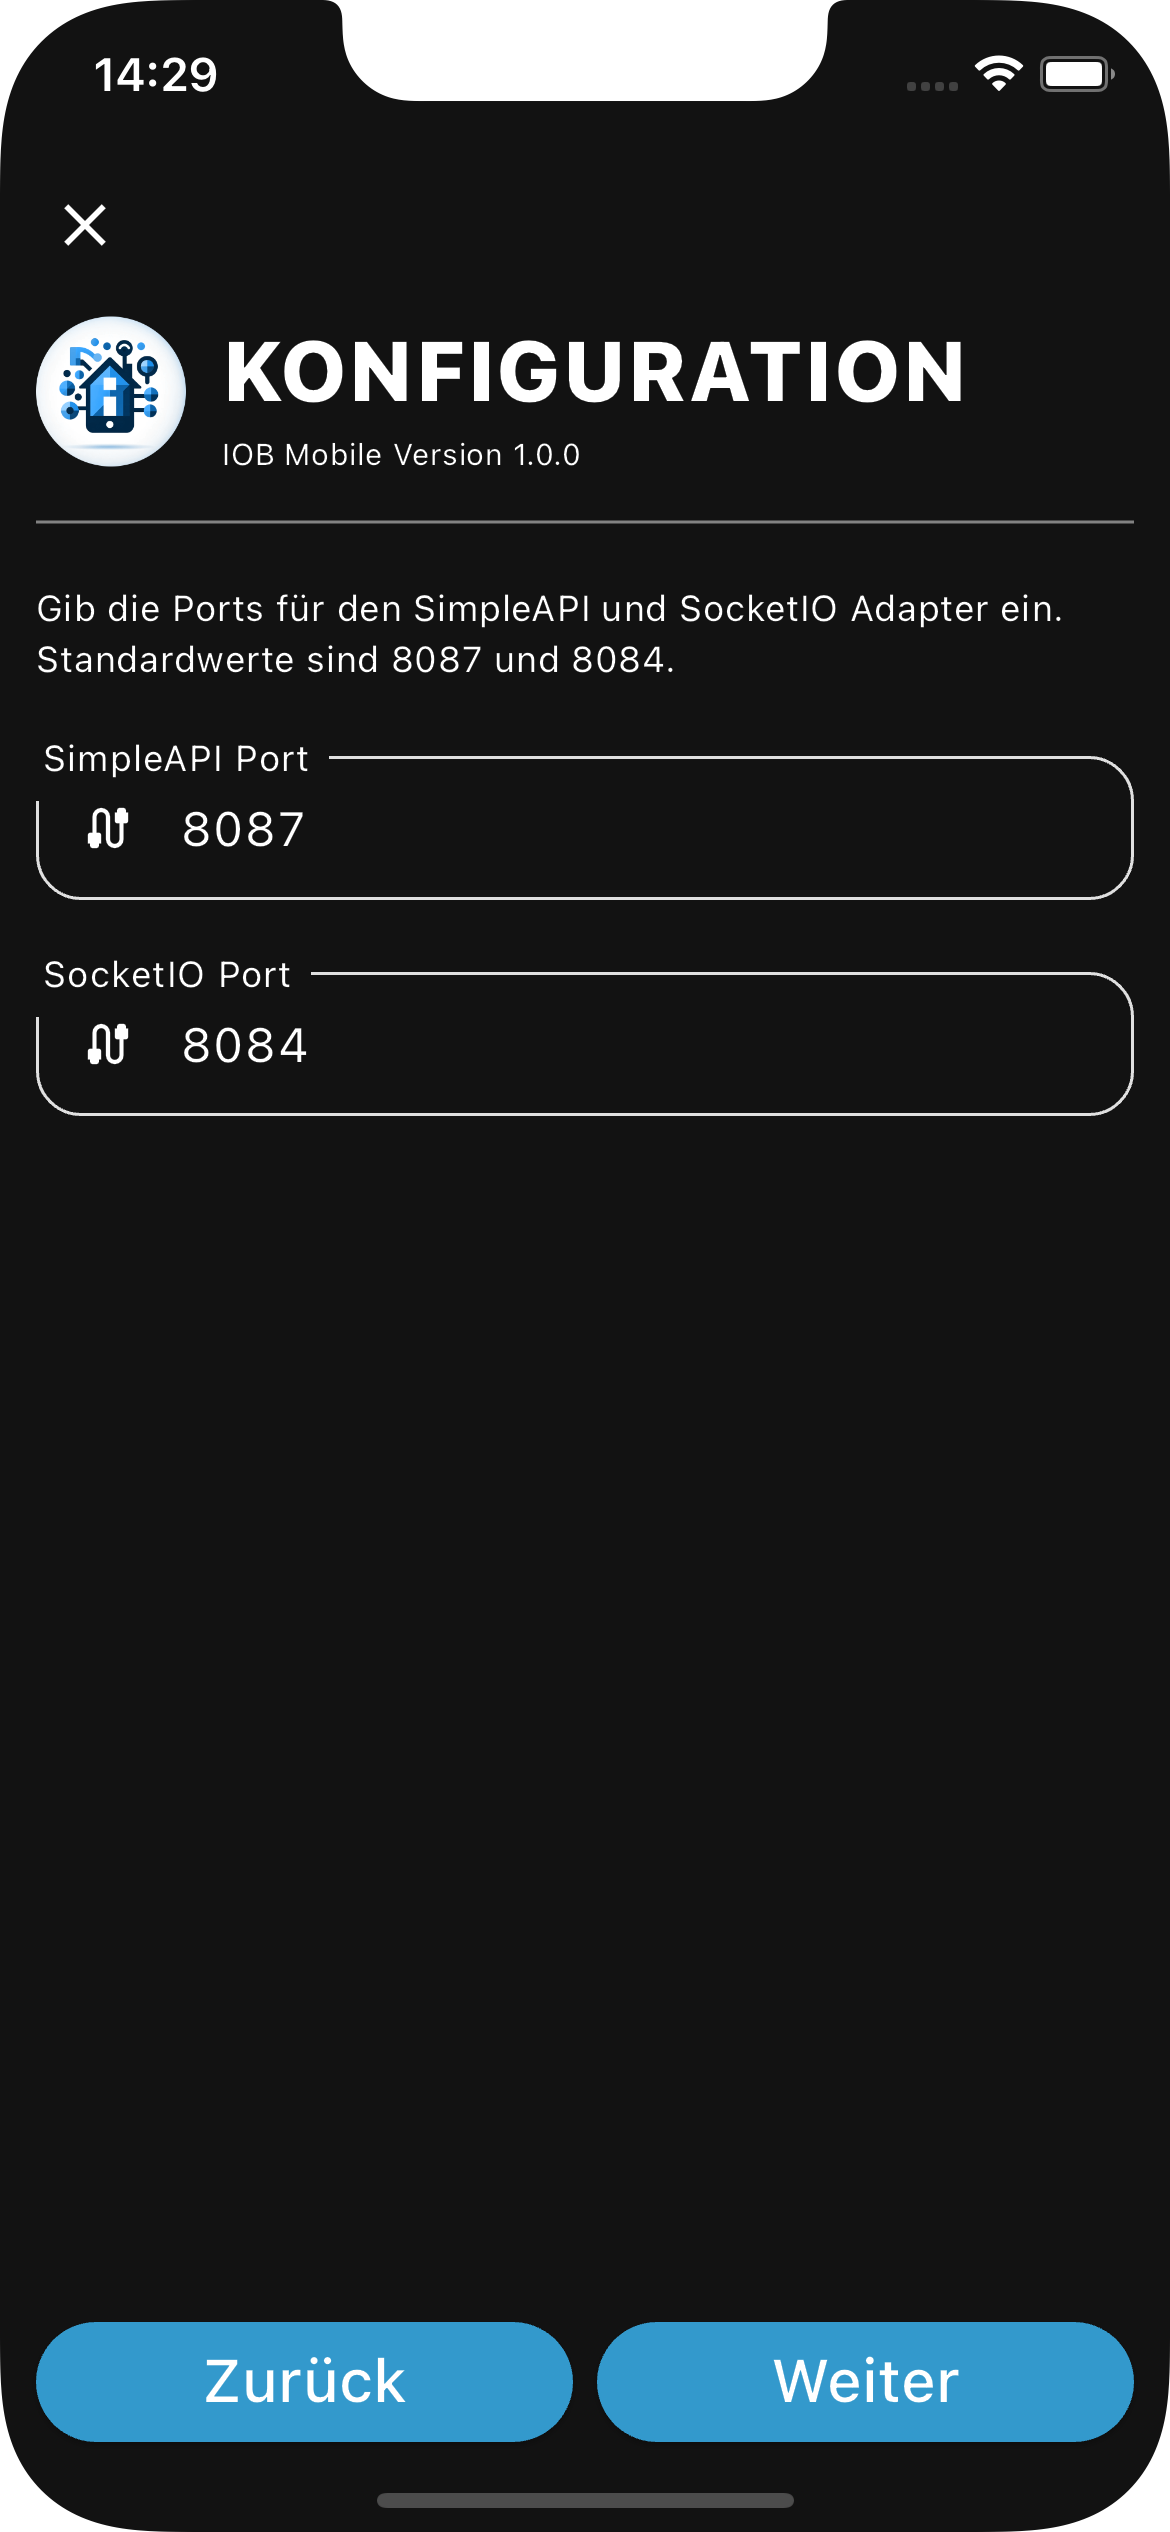 14:29
KONFIGURATION
IOB Mobile Version 1.0.0
Gib die Ports für den SimpleAPI und SocketIO Adapter ein.
Standardwerte sind 8087 und 8084.
SimpleAPI Port
8087
SocketIO Port
8084
Zurück
Weiter